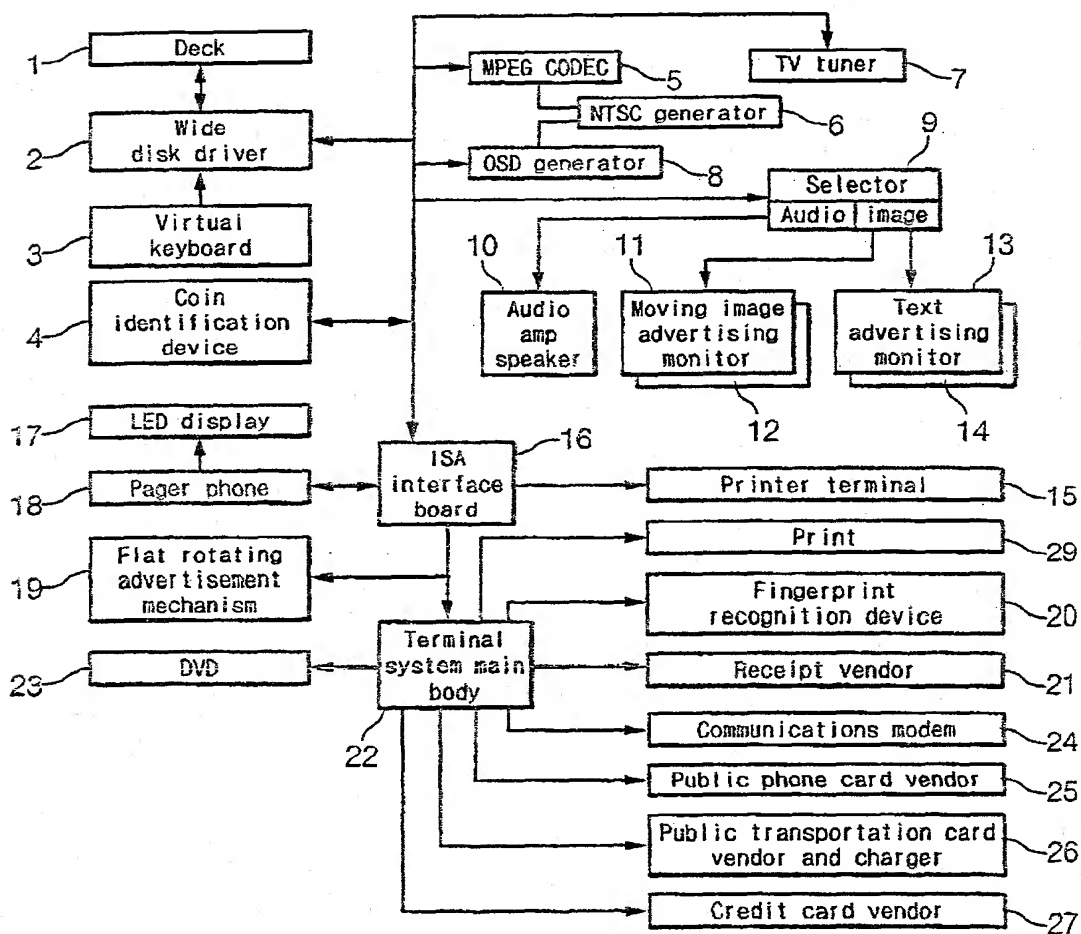 1
Deck
2
Wide
disk driver
3
Virtual
keyboard
4
Coin
identification
device
MPEG CODEC
5
NTSC generator
6
TV tuner
7
OSD generator
8
9
Selector
Audio
image
10
Audio
amp
speaker
11
Moving image
advertising
monitor
12
13
Text
advertising
monitor
14
17
LED display
18
Pager phone
16
ISA
interface
board
Printer terminal
15
19
Flat rotating
advertisement
mechanism
Print
29
Fingerprint
recognition device
20
23
DVD
Terminal
system main
body
22
Receipt vendor
21
Communications modem
24
Public phone card vendor
25
Public transportation card
vendor and charger
26
Credit card vendor
27